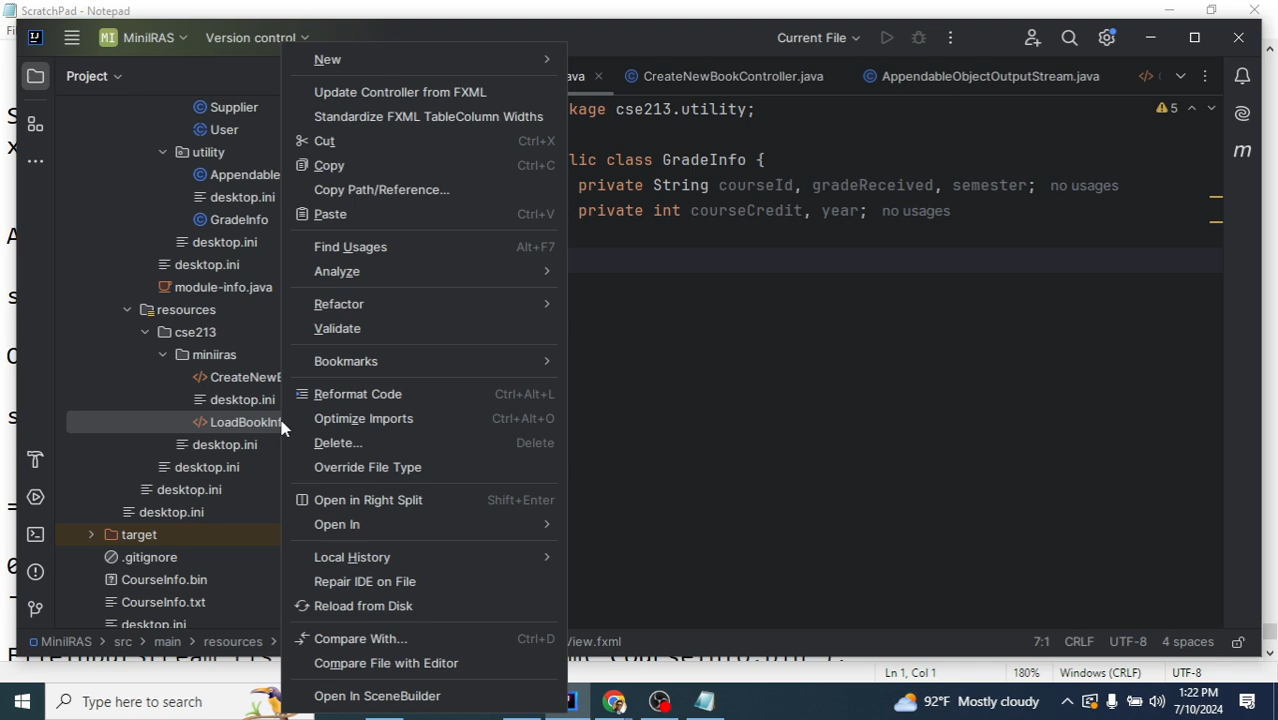 ScratchPad - Notepad
MI MiniIRAS
Version control
Current File
Project
ava
CreateNewBookController.java
AppendableObjectOutputStream.java
Supplier
User
utility
Appendable
desktop.ini
GradeInfo
desktop.ini
desktop.ini
module-info.java
resources
cse213
miniiras
CreateNewB
desktop.ini
LoadBookInf
desktop.ini
desktop.ini
desktop.ini
desktop.ini
target
.gitignore
CourseInfo.bin
CourseInfo.txt
desktop.ini
New
Update Controller from FXML
Standardize FXML TableColumn Widths
Cut Ctrl+X
Copy Ctrl+C
Copy Path/Reference...
Paste Ctrl+V
Find Usages Alt+F7
Analyze
Refactor
Validate
Bookmarks
Reformat Code Ctrl+Alt+L
Optimize Imports Ctrl+Alt+O
Delete... Delete
Override File Type
Open in Right Split Shift+Enter
Open In
Local History
Repair IDE on File
Reload from Disk
Compare With... Ctrl+D
Compare File with Editor
Open In SceneBuilder
kage cse213.utility;
5
lic class GradeInfo {
private String courseId, gradeReceived, semester; no usages
private int courseCredit, year; no usages
MiniIRAS > src > main > resources >
iew.fxml
7:1 CRLF UTF-8 4 spaces
Ln 1, Col 1 180% Windows (CRLF) UTF-8
Type here to search
92°F Mostly cloudy
1:22 PM
7/10/2024